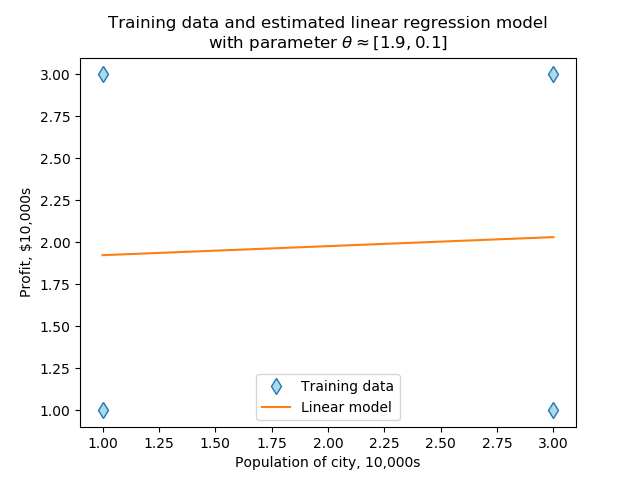 Training data and estimated linear regression model
with parameter θ ≈ [1.9, 0.1]
3.00
2.75
2.50
2.25
2.00
1.75
1.50
1.25
1.00
Profit, $10,000s
Training data
Linear model
1.00 1.25 1.50 1.75 2.00 2.25 2.50 2.75 3.00
Population of city, 10,000s